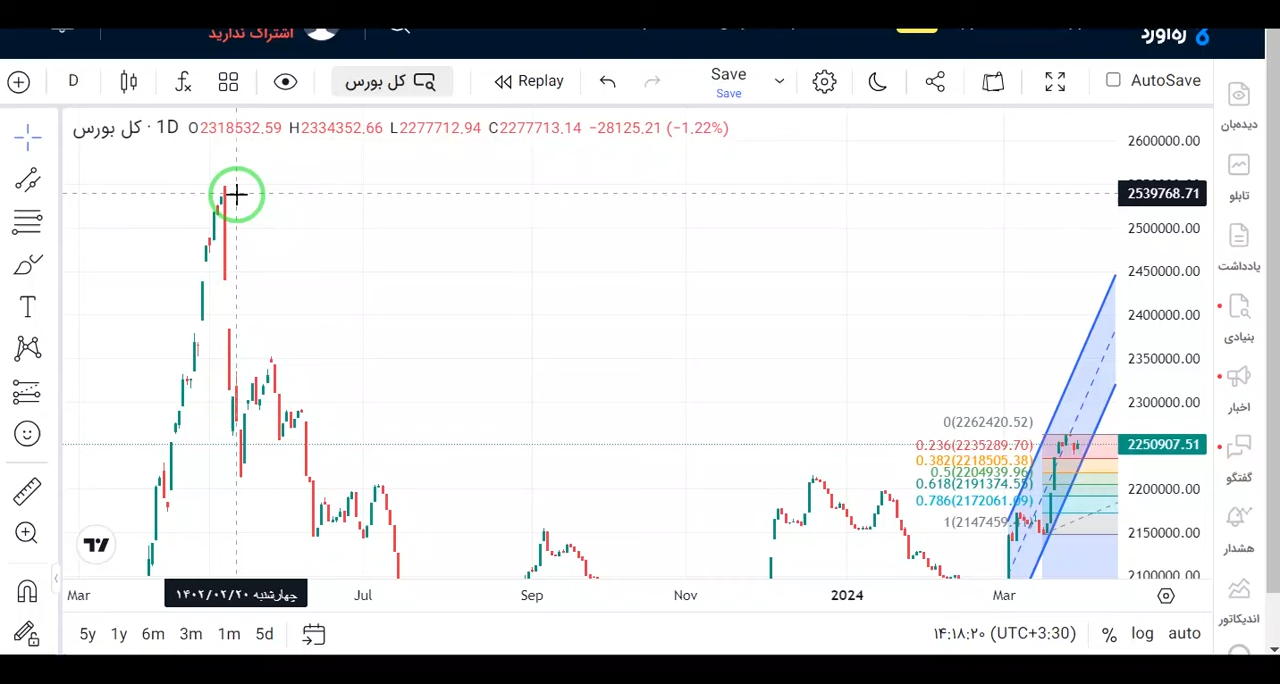 اشتراک ندارید
ره‌آورد
D
کل بورس
Replay
Save
Save
AutoSave
کل بورس · 1D O2318532.59 H2334352.66 L2277712.94 C2277713.14 −28125.21 (−1.22%)
2600000.00
2539768.71
2500000.00
2450000.00
2400000.00
2350000.00
2300000.00
2250907.51
2200000.00
2150000.00
2100000.00
0(2262420.52)
0.236(2235289.70)
0.382(2218505.38)
0.5(2204939.96)
0.618(2191374.55)
0.786(2172061.09)
دیده‌بان
تابلو
یادداشت
بنیادی
اخبار
گفتگو
هشدار
اندیکاتور
Mar
چهارشنبه ۱۴۰۲/۰۲/۲۰
Jul
Sep
Nov
2024
Mar
5y 1y 6m 3m 1m 5d
۱۴:۱۸:۲۰ (UTC+3:30)
% log auto